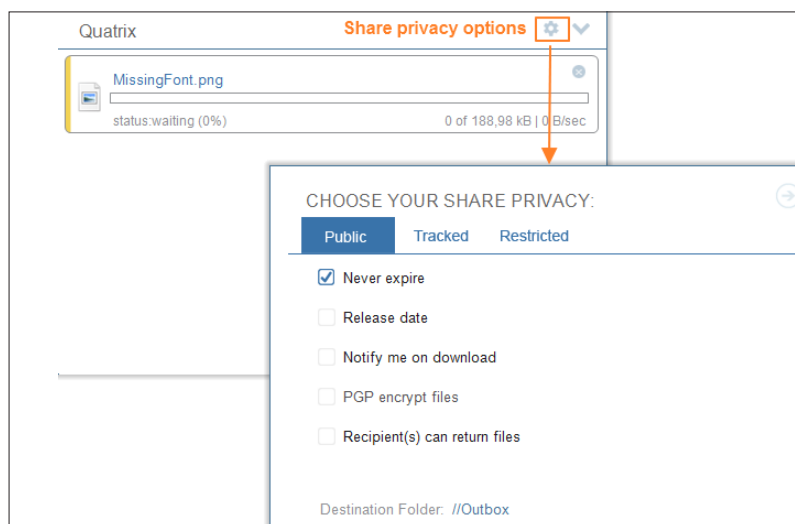 Quatrix
Share privacy options
MissingFont.png
status:waiting (0%)
0 of 188,98 kB | 0 B/sec
CHOOSE YOUR SHARE PRIVACY:
Public Tracked Restricted
Never expire
Release date
Notify me on download
PGP encrypt files
Recipient(s) can return files
Destination Folder: //Outbox